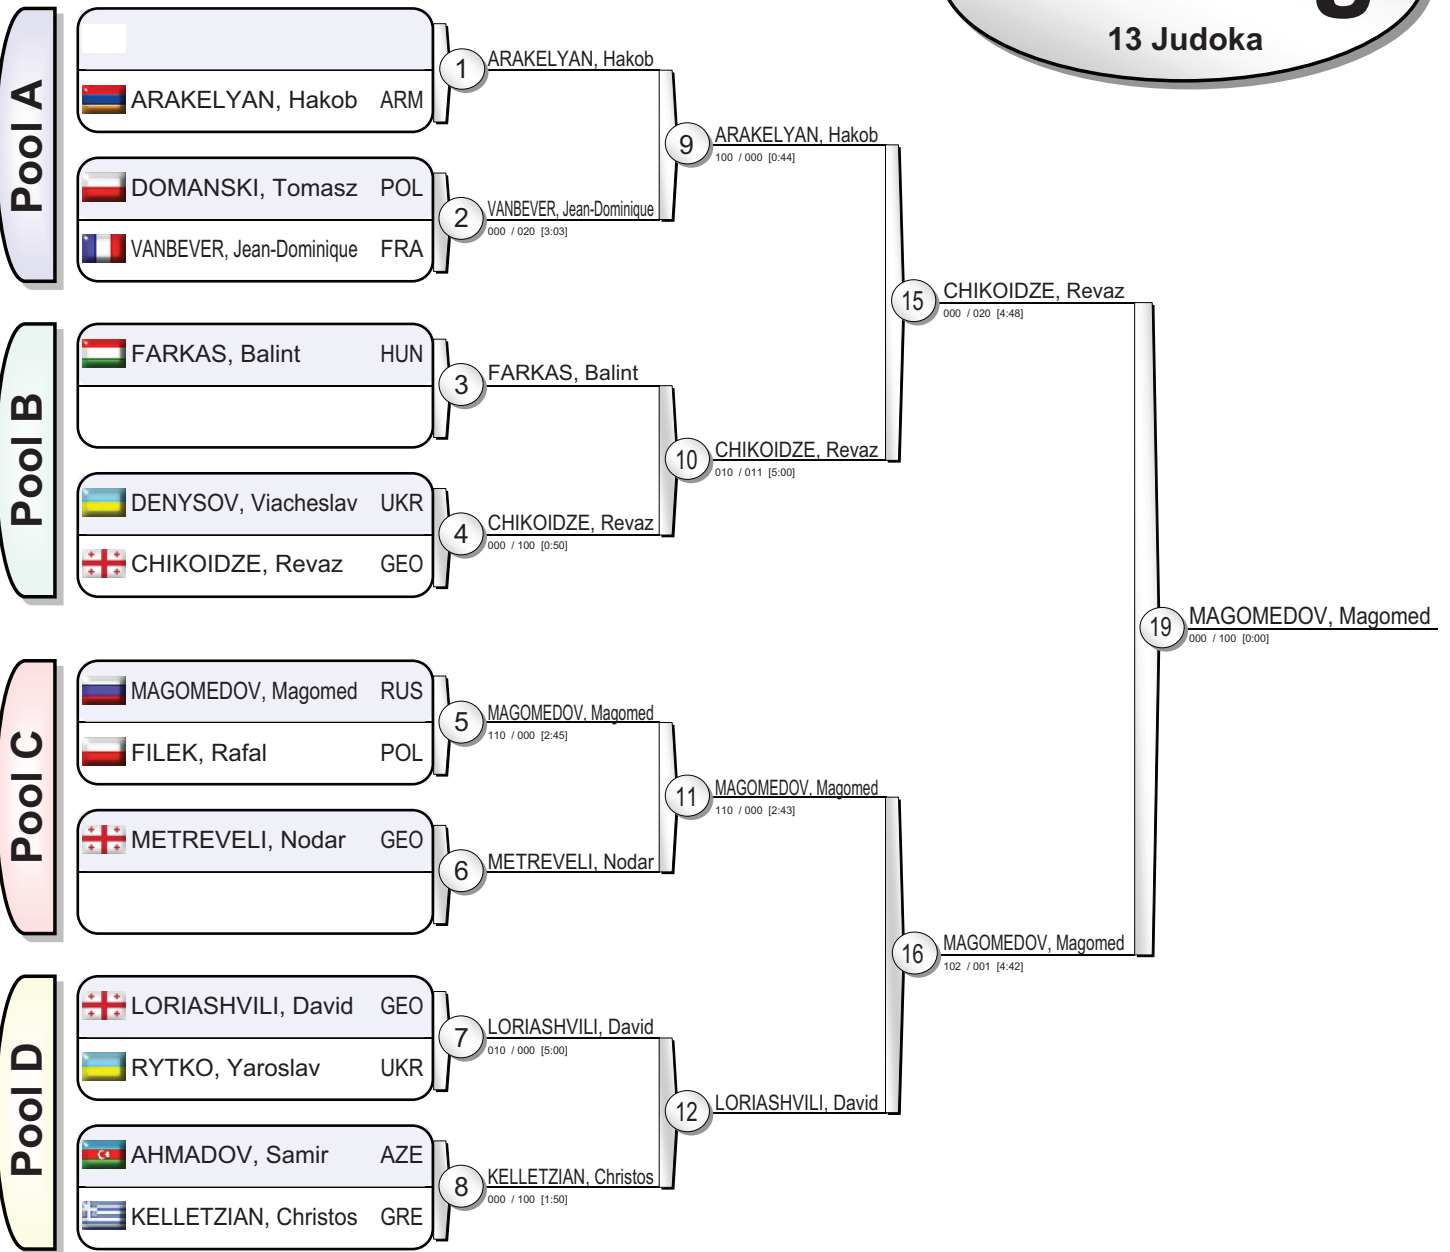 13 Judoka
Pool A
ARAKELYAN, Hakob ARM
DOMANSKI, Tomasz POL
VANBEVER, Jean-Dominique FRA
1
ARAKELYAN, Hakob
2
VANBEVER, Jean-Dominique
000 / 020 [3:03]
9
ARAKELYAN, Hakob
100 / 000 [0:44]
Pool B
FARKAS, Balint HUN
DENYSOV, Viacheslav UKR
CHIKOIDZE, Revaz GEO
3
FARKAS, Balint
4
CHIKOIDZE, Revaz
000 / 100 [0:50]
10
CHIKOIDZE, Revaz
010 / 011 [5:00]
15
CHIKOIDZE, Revaz
000 / 020 [4:48]
Pool C
MAGOMEDOV, Magomed RUS
FILEK, Rafal POL
METREVELI, Nodar GEO
5
MAGOMEDOV, Magomed
110 / 000 [2:45]
6
METREVELI, Nodar
11
MAGOMEDOV, Magomed
110 / 000 [2:43]
Pool D
LORIASHVILI, David GEO
RYTKO, Yaroslav UKR
AHMADOV, Samir AZE
KELLETZIAN, Christos GRE
7
LORIASHVILI, David
010 / 000 [5:00]
8
KELLETZIAN, Christos
000 / 100 [1:50]
12
LORIASHVILI, David
16
MAGOMEDOV, Magomed
102 / 001 [4:42]
19
MAGOMEDOV, Magomed
000 / 100 [0:00]